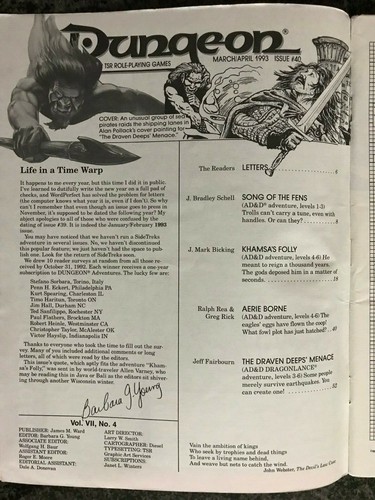 Dungeon®
TSR ROLE-PLAYING GAMES
MARCH/APRIL 1993 ISSUE #40
COVER: An unusual group of sea
pirates raids the shipping lanes in
Alan Pollack's cover painting for
"The Draven Deeps' Menace."
Life in a Time Warp
It happens to me every year, but this time I did it in public:
I've learned to dutifully write the new year on a full pad of
checks, and WordPerfect has solved the problem for letters
(the computer knows what year it is, even if I don't). So why
can't I remember that even though an issue goes to press in
November, it's supposed to be dated the following year? My
abject apologies to all of those who were confused by the
dating of issue #39. It is indeed the January/February 1993
issue.
You may have noticed that we haven't run a SideTreks
adventure in several issues. No, we haven't discontinued
this popular feature; we just haven't had the space to pub-
lish one. Look for the return of SideTreks soon.
We drew 10 reader surveys at random from all those re-
ceived by October 31, 1992. Each winner receives a one year
subscription to DUNGEON® Adventures. The lucky few are:
Stefano Sorbara, Torino, Italy
Penn H. Eckert, Philadelphia PA
Kurt Spearing, Charleston IL
Timo Haritun, Toronto ON
Jim Hall, Durham NC
Ted Sanfilippo, Rochester NY
Paul Flathers, Brockton MA
Robert Heinle, Westminster CA
Christopher Tayler, McAlester OK
Victor Hayslip, Indianapolis IN
Thanks to everyone who took the time to fill out the sur-
vey. Many of you included additional comments or long
letters, all of which were read by the editors.
This issue's quote, which aptly fits the adventure "Khamsa's
Folly," was sent in by world-traveler Allen Varney, who
may be reading this in Java or Bali as the editors sit shiver-
ing through another Wisconsin winter.
Barbara G. Young
Vol. VII, No. 4
PUBLISHER: James M. Ward
EDITOR: Barbara G. Young
ASSOCIATE EDITOR:
Wolfgang H. Baur
ASSISTANT EDITOR:
Roger E. Moore
EDITORIAL ASSISTANT:
Dale A. Donovan
ART DIRECTOR:
Larry W. Smith
CARTOGRAPHER: Diesel
TYPESETTING: TSR
Graphic Art Services
SUBSCRIPTIONS:
Janet L. Winters
The Readers LETTERS 6
J. Bradley Schell SONG OF THE FENS
(AD&D® adventure, levels 1-3)
Trolls can't carry a tune, even with
handles. Or can they? 8
J. Mark Bicking KHAMSA'S FOLLY
(AD&D adventure, levels 4-6) He
meant to reign a thousand years.
The gods deposed him in a matter of
seconds. 18
Ralph Rea & AERIE BORNE
Greg Rick (AD&D adventure, levels 4-6) The
eagles' eggs have flown the coop.
What fowl plot has just hatched? 40
Jeff Fairbourn THE DRAVEN DEEPS' MENACE
(AD&D DRAGONLANCE®
adventure, levels 3-6) Some people
merely survive earthquakes. You
can create one! 52
Vain the ambition of kings
Who seek by trophies and dead things
To leave a living name behind,
And weave but nets to catch the wind.
John Webster, The Devil's Law Case